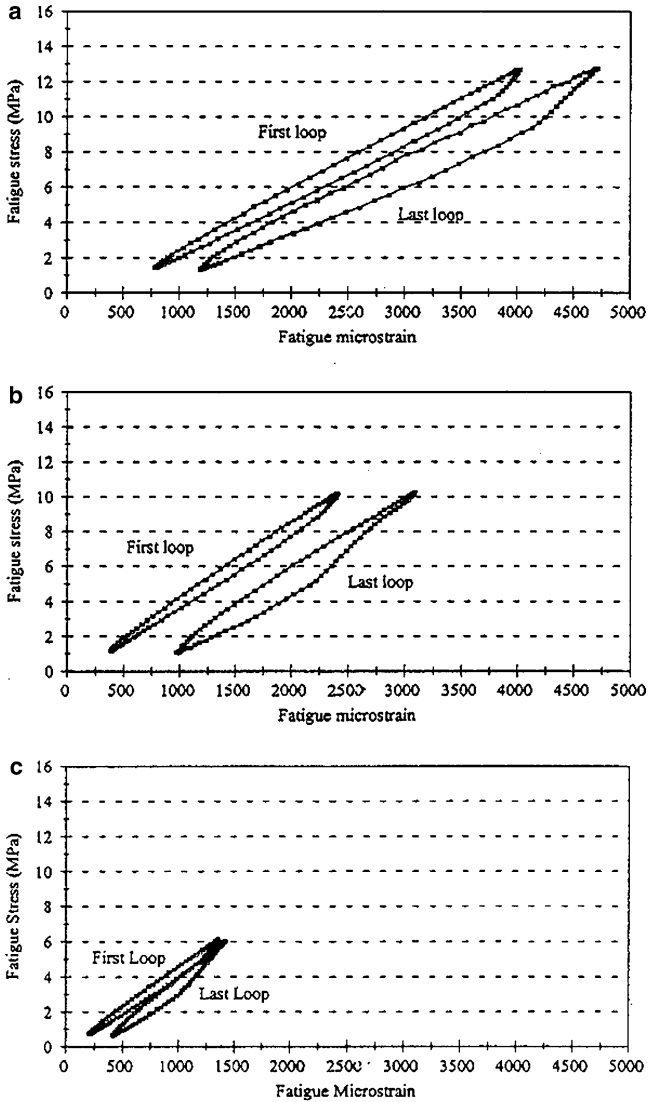 a
16
14
12
10
8
6
4
2
0
Fatigue stress (MPa)
First loop
Last loop
0 500 1000 1500 2000 2500 3000 3500 4000 4500 5000
Fatigue microstrain
b
16
14
12
10
8
6
4
2
0
Fatigue stress (MPa)
First loop
Last loop
0 500 1000 1500 2000 2500 3000 3500 4000 4500 5000
Fatigue microstrain
c
16
14
12
10
8
6
4
2
0
Fatigue Stress (MPa)
First Loop
Last Loop
0 500 1000 1500 2000 2500 3000 3500 4000 4500 5000
Fatigue Microstrain